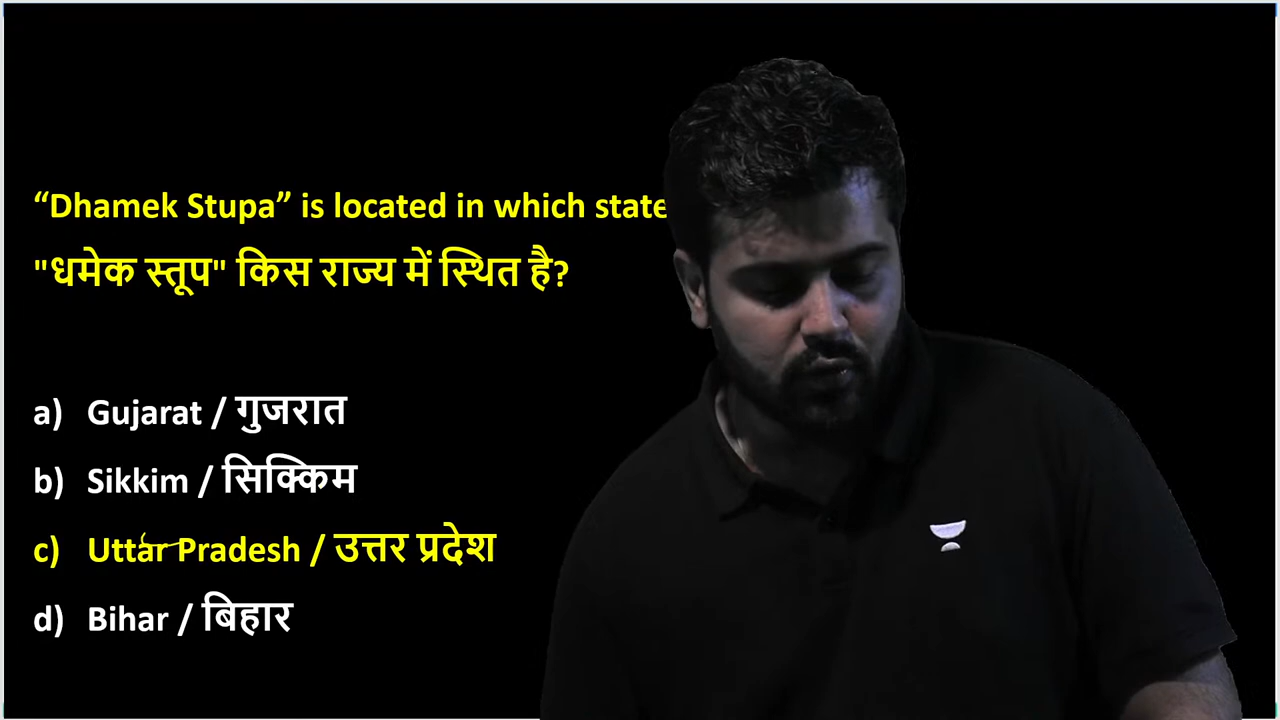 “Dhamek Stupa” is located in which state
"धमेक स्तूप" किस राज्य में स्थित है?
a) Gujarat / गुजरात
b) Sikkim / सिक्किम
c) Uttar Pradesh / उत्तर प्रदेश
d) Bihar / बिहार